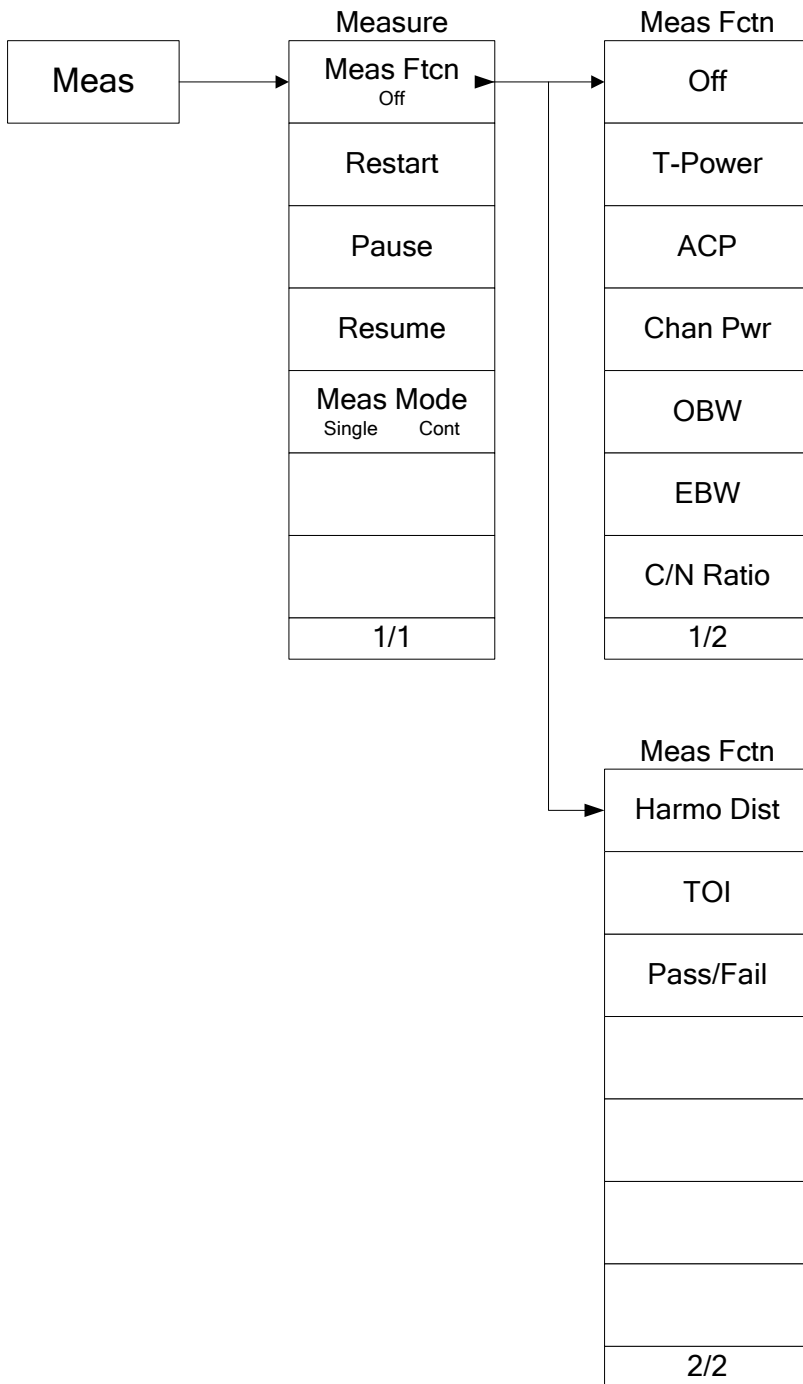 Meas
Measure
Meas Ftcn
Off
Restart
Pause
Resume
Meas Mode
Single Cont
1/1
Meas Fctn
Off
T-Power
ACP
Chan Pwr
OBW
EBW
C/N Ratio
1/2
Meas Fctn
Harmo Dist
TOI
Pass/Fail
2/2